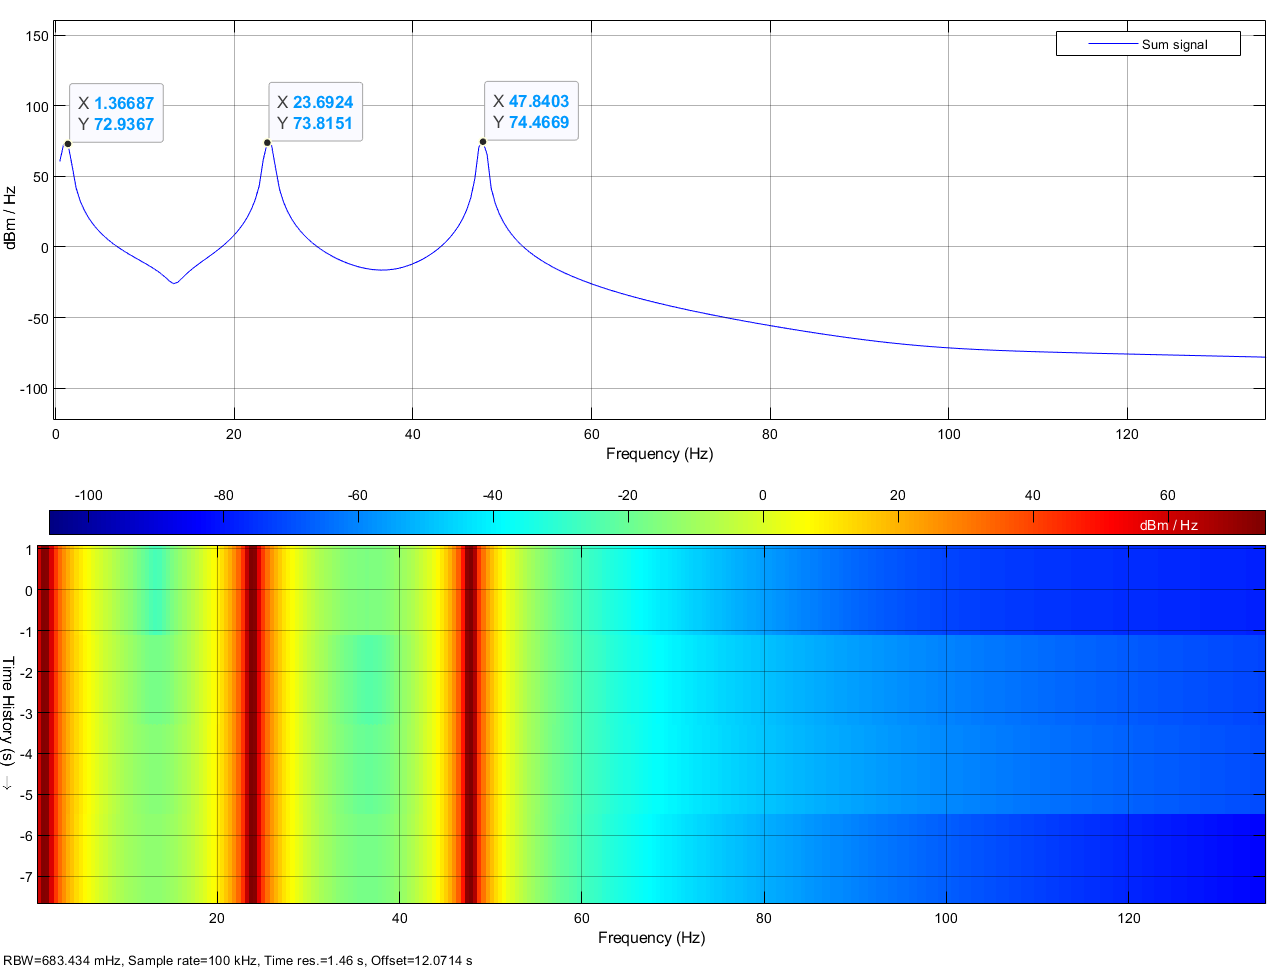 150
100
50
0
-50
-100
dBm / Hz
Sum signal
X 1.36687
Y 72.9367
X 23.6924
Y 73.8151
X 47.8403
Y 74.4669
0 20 40 60 80 100 120
Frequency (Hz)
-100 -80 -60 -40 -20 0 20 40 60
dBm / Hz
1
0
-1
-2
-3
-4
-5
-6
-7
Time History (s) →
20 40 60 80 100 120
Frequency (Hz)
RBW=683.434 mHz, Sample rate=100 kHz, Time res.=1.46 s, Offset=12.0714 s